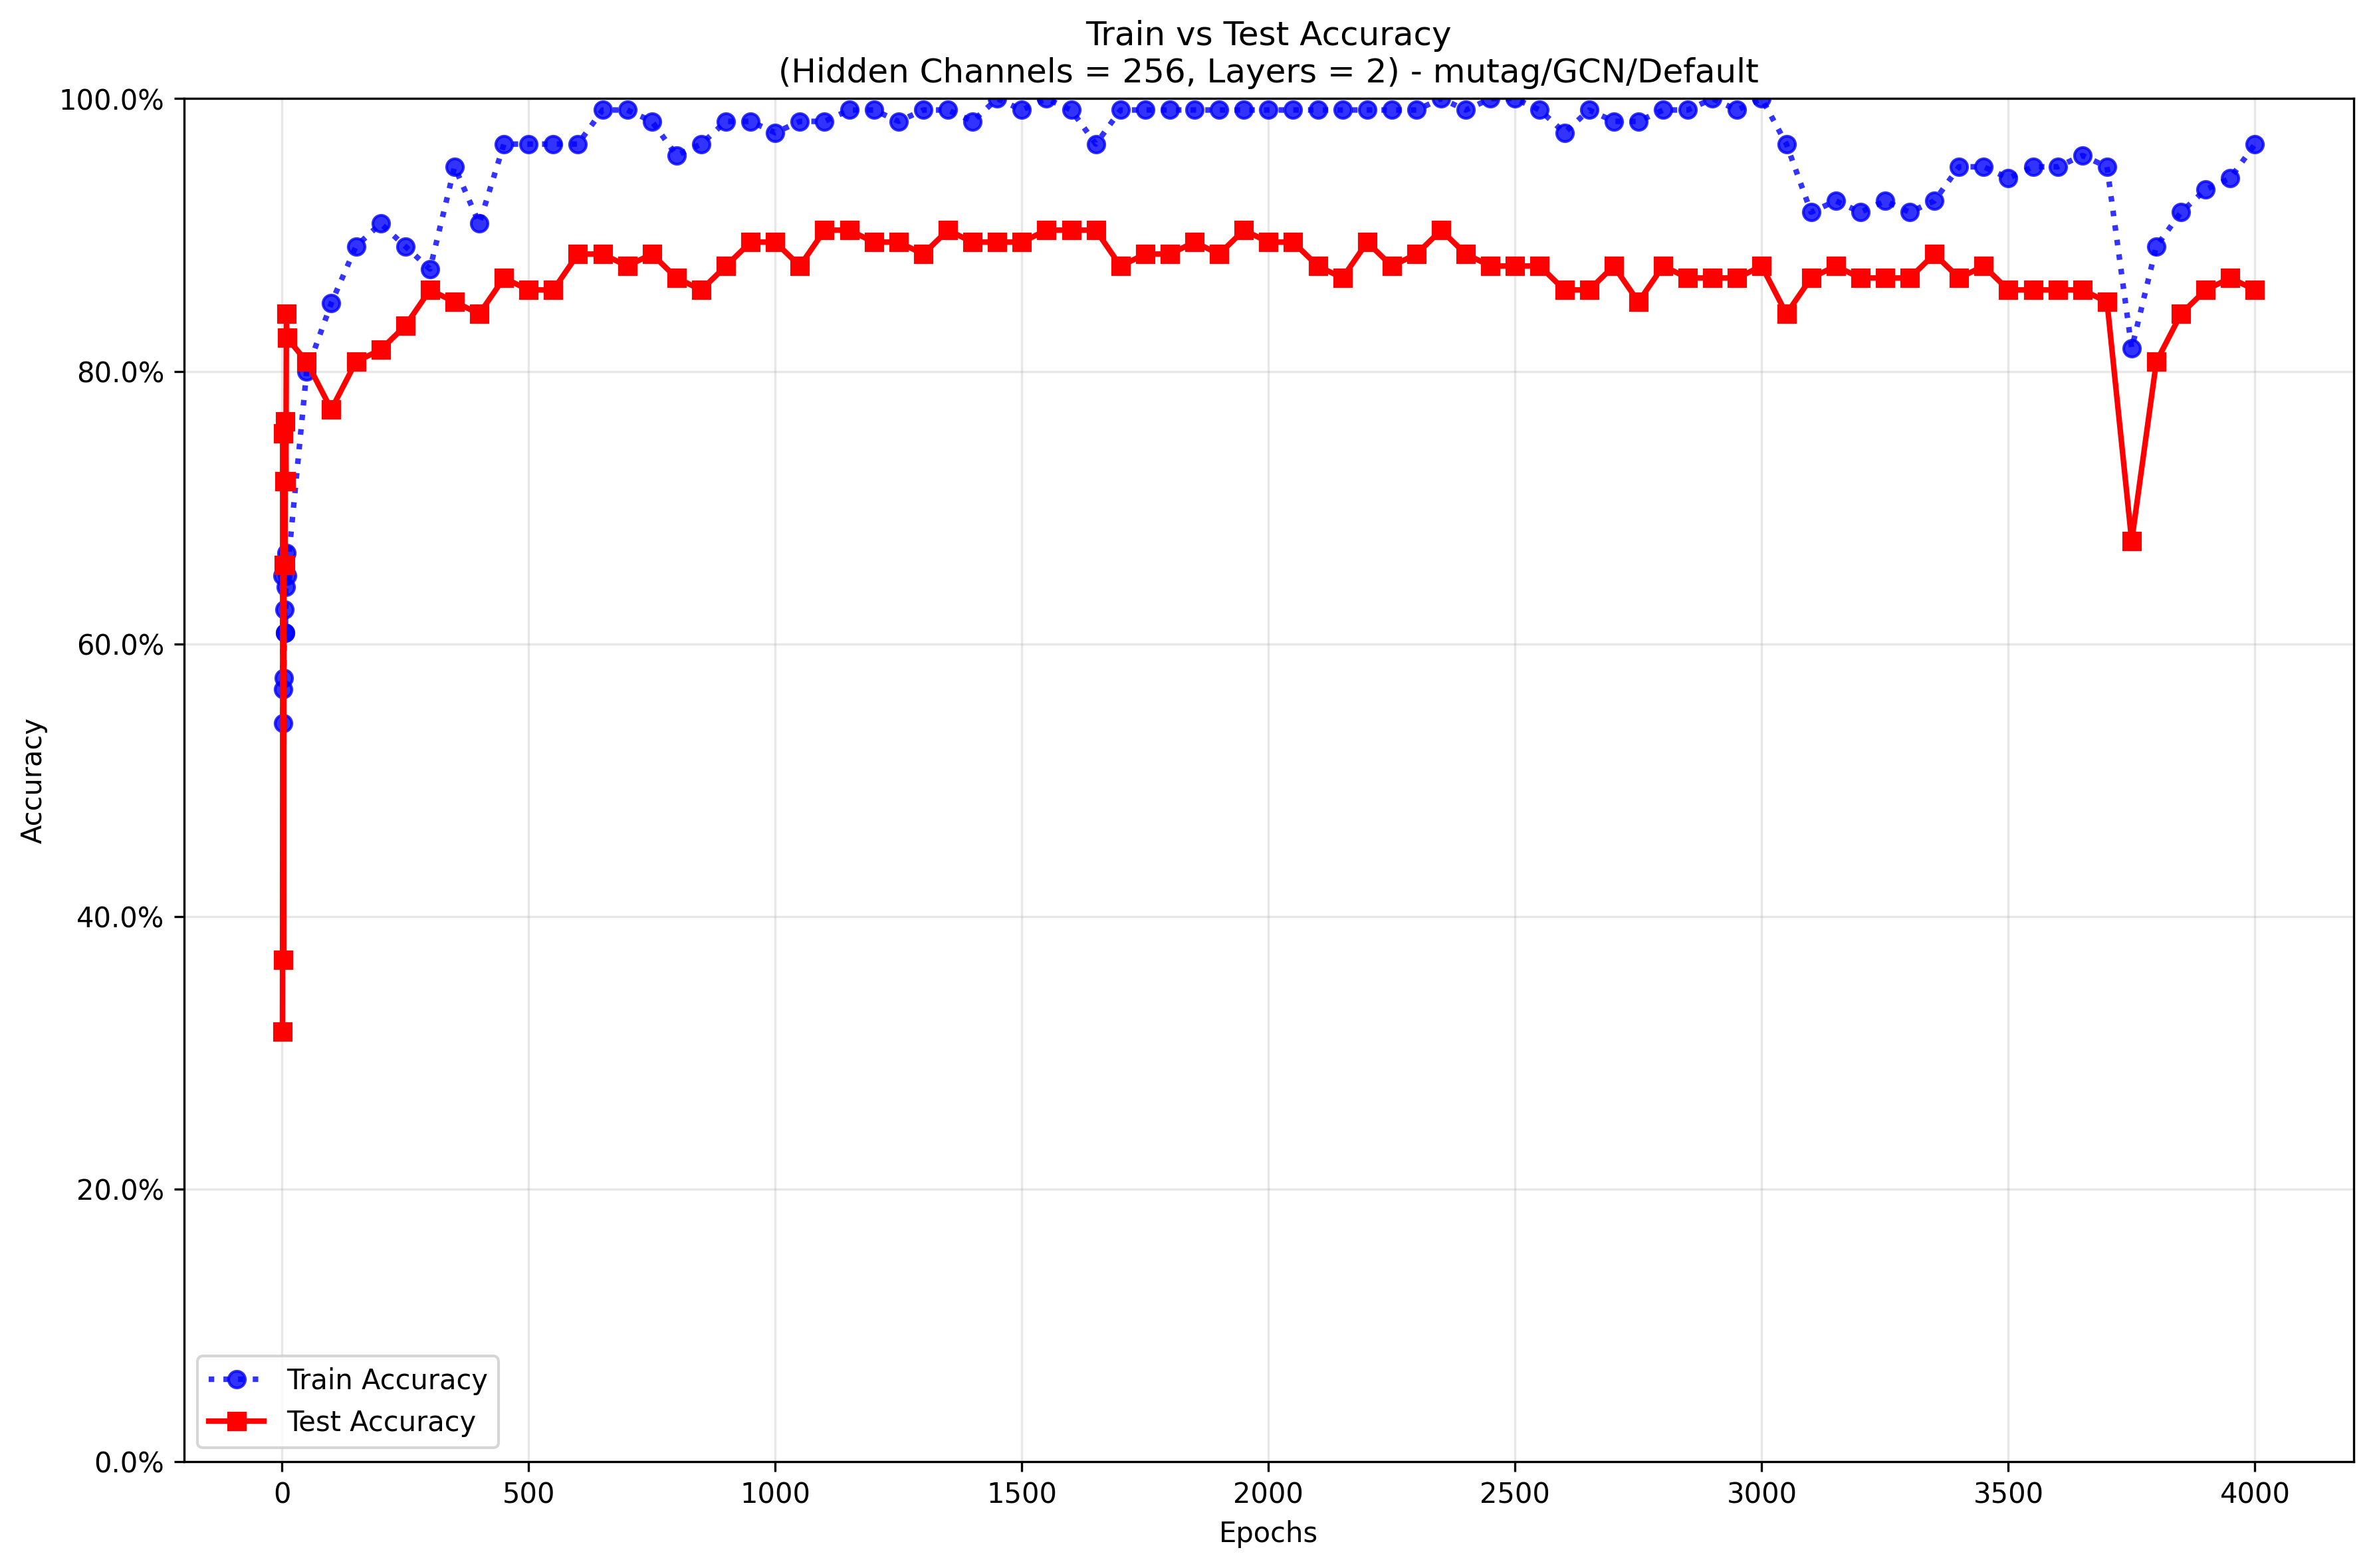 Train vs Test Accuracy
(Hidden Channels = 256, Layers = 2) - mutag/GCN/Default
100.0%
80.0%
60.0%
40.0%
20.0%
0.0%
Accuracy
Train Accuracy
Test Accuracy
0 500 1000 1500 2000 2500 3000 3500 4000
Epochs